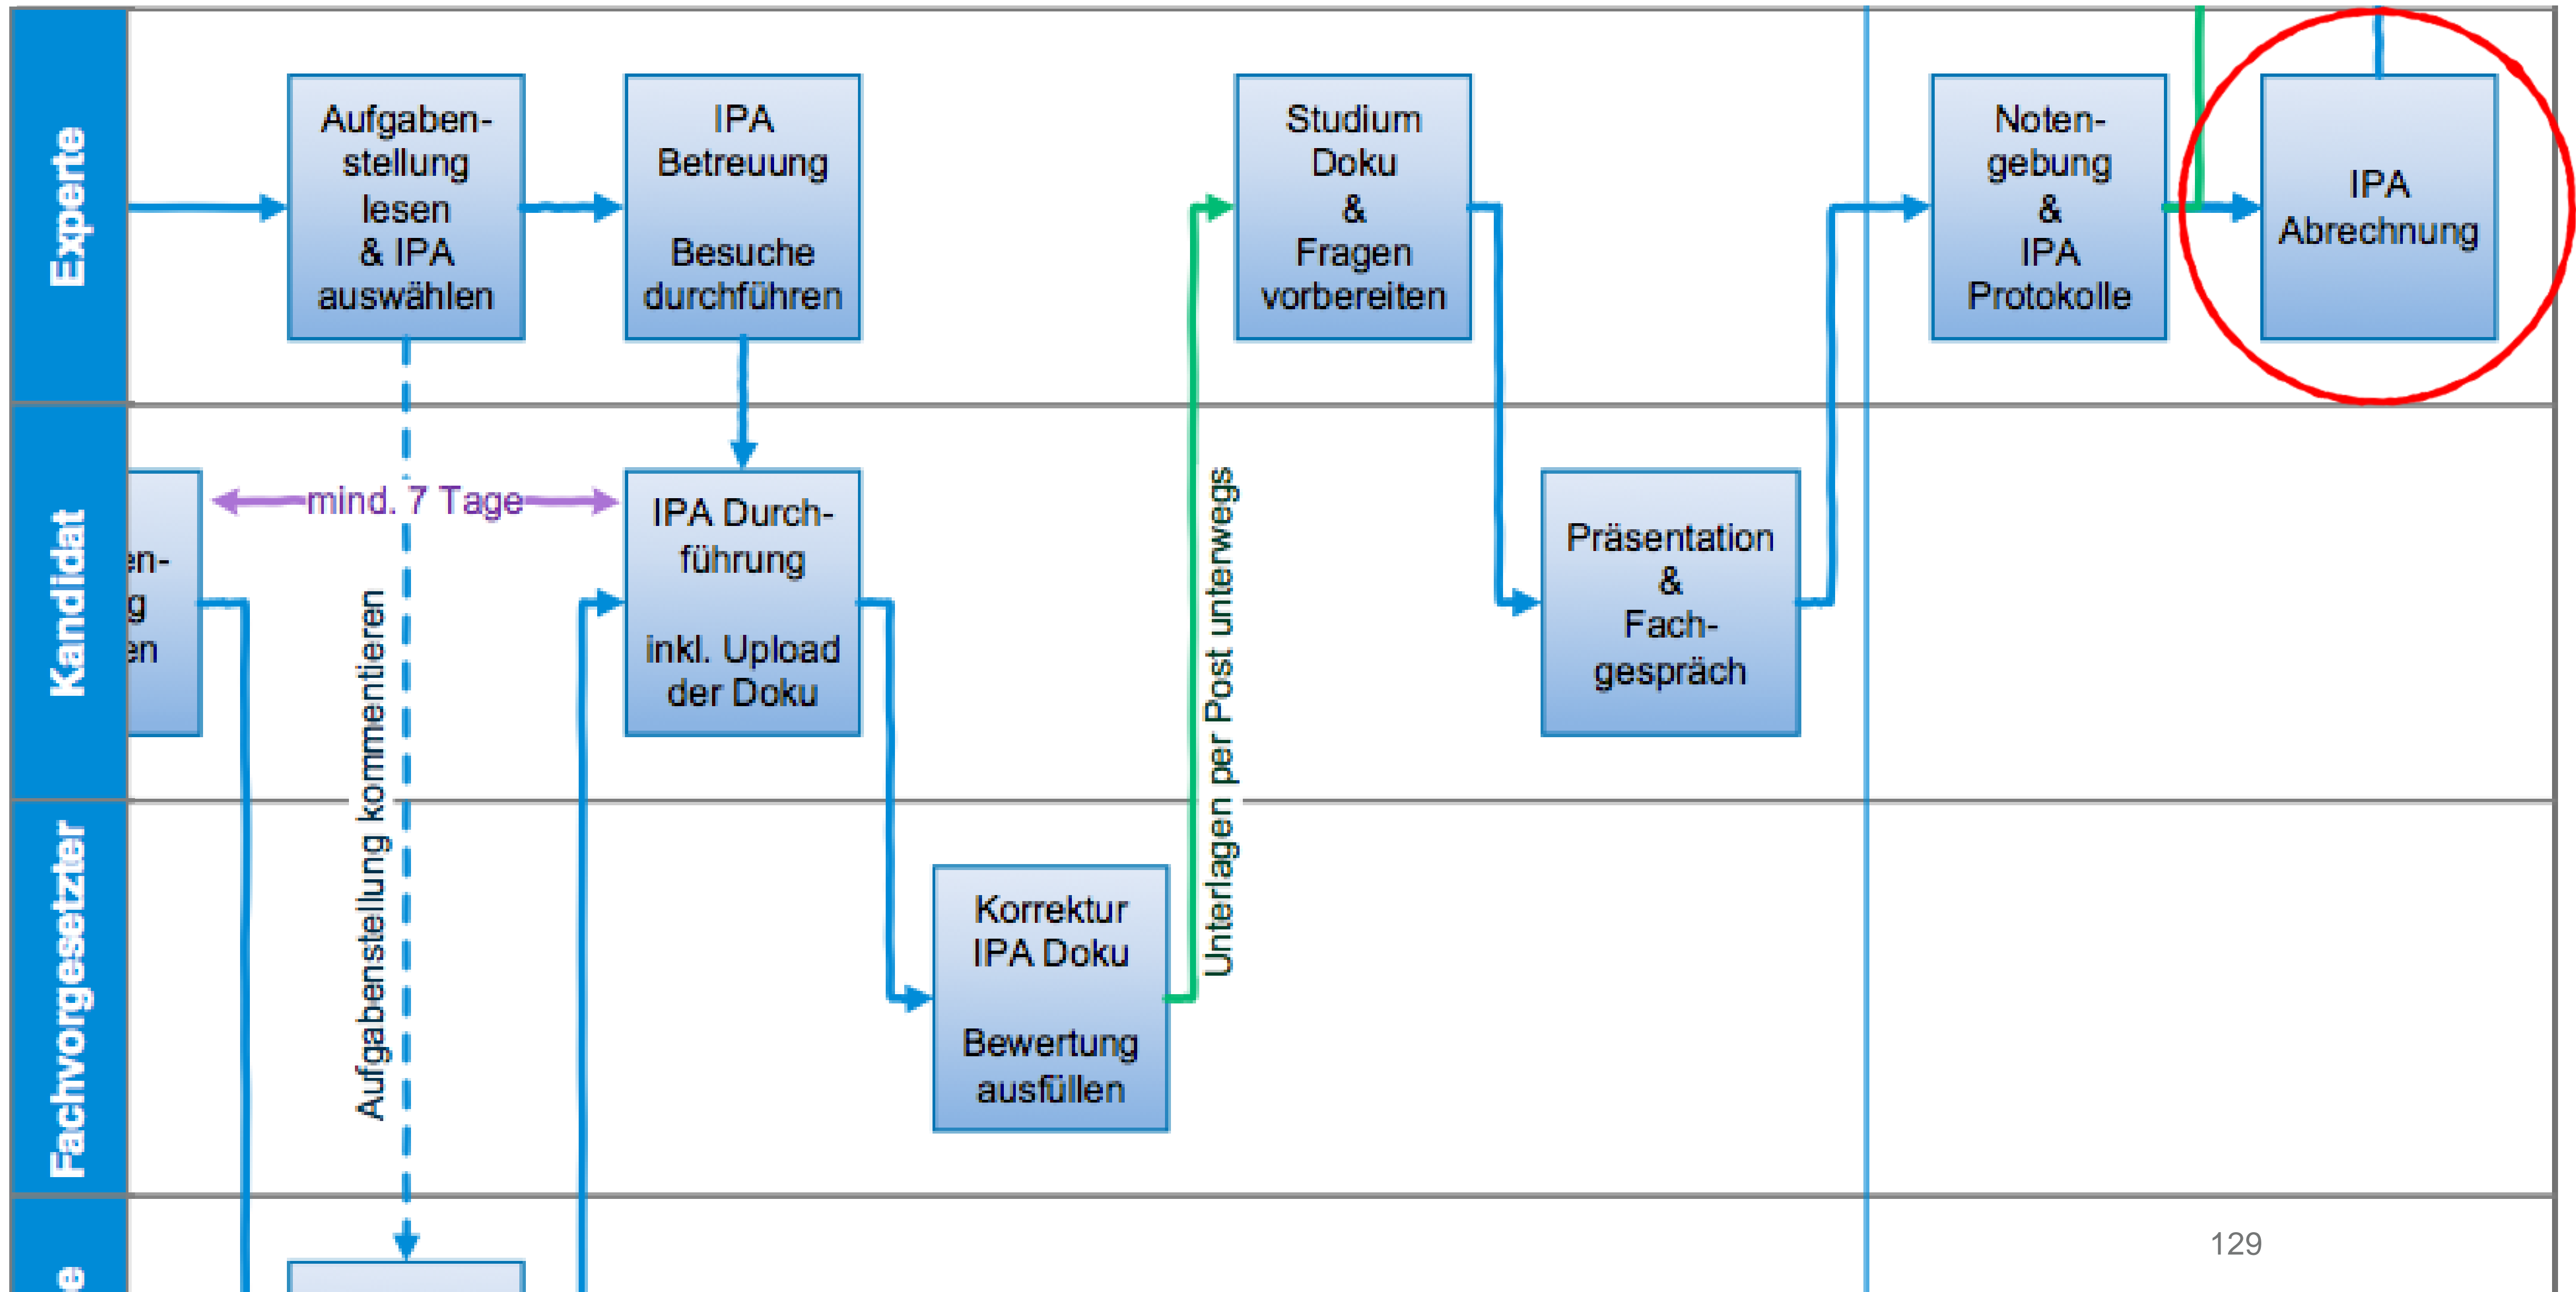 Experte
Aufgaben-
stellung
lesen
& IPA
auswählen
IPA
Betreuung
Besuche
durchführen
Studium
Doku
&
Fragen
vorbereiten
Noten-
gebung
&
IPA
Protokolle
IPA
Abrechnung
Kandidat
en-
g
en
mind. 7 Tage
Aufgabenstellung kommentieren
IPA Durch-
führung
inkl. Upload
der Doku
Unterlagen per Post unterwegs
Präsentation
&
Fach-
gespräch
Fachvorgesetzter
Korrektur
IPA Doku
Bewertung
ausfüllen
e
129